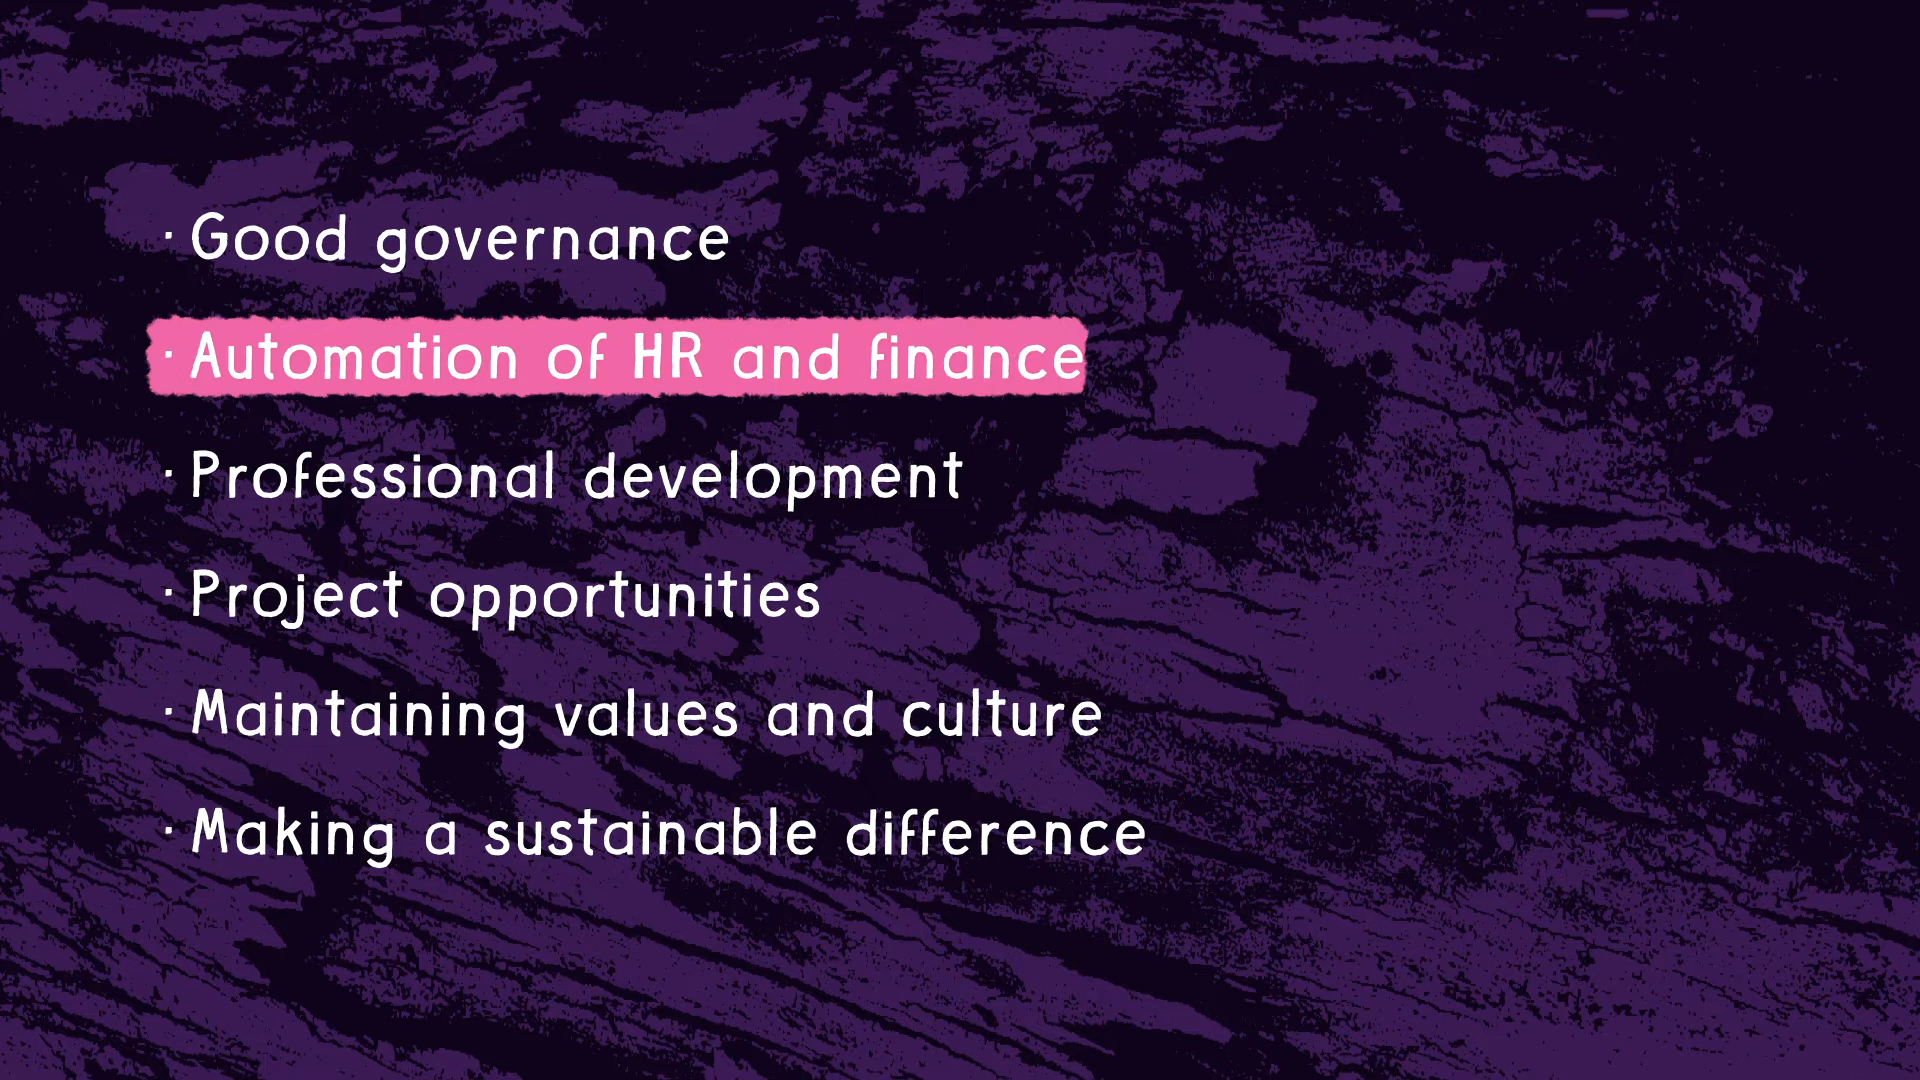 · Good governance
· Automation of HR and finance
· Professional development
· Project opportunities
· Maintaining values and culture
· Making a sustainable difference